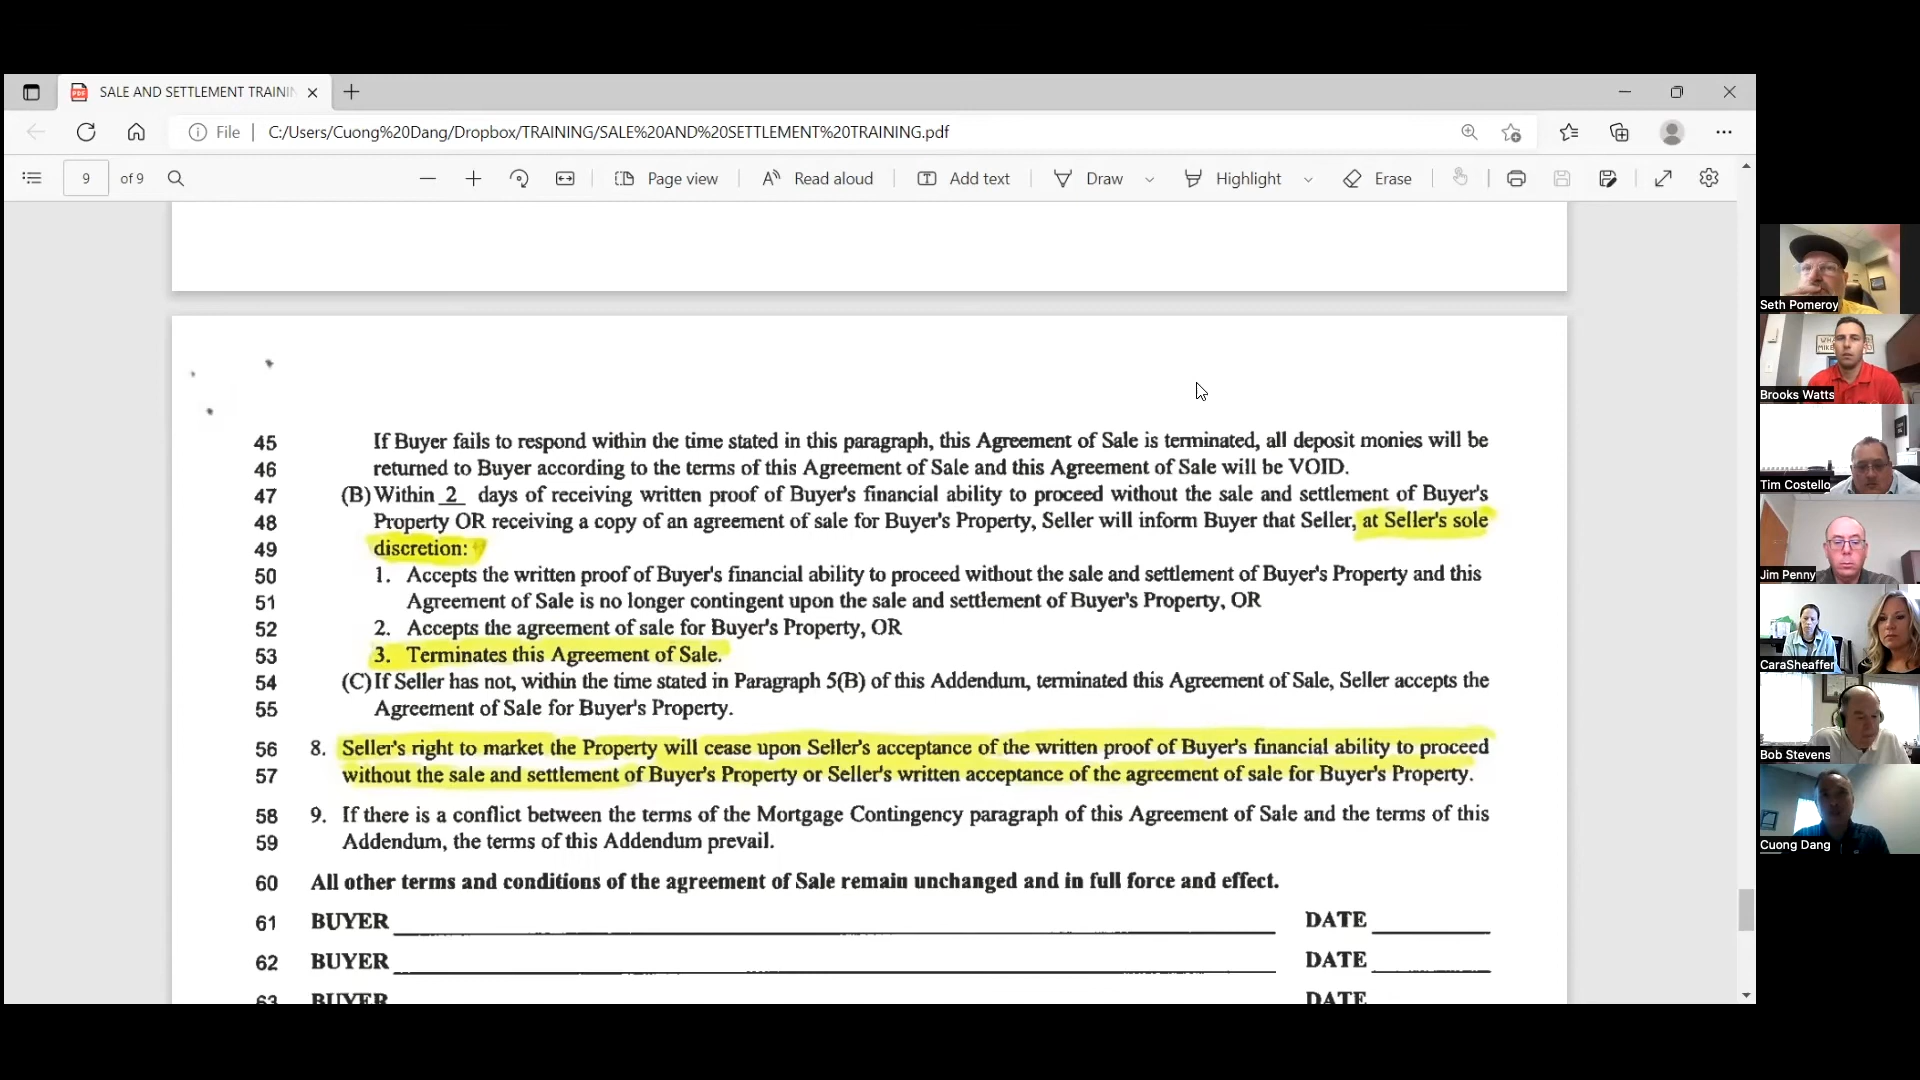 SALE AND SETTLEMENT TRAININ
File
C:/Users/Cuong%20Dang/Dropbox/TRAINING/SALE%20AND%20SETTLEMENT%20TRAINING.pdf
9 of 9
Page view
Read aloud
Add text
Draw
Highlight
Erase
45 If Buyer fails to respond within the time stated in this paragraph, this Agreement of Sale is terminated, all deposit monies will be
46 returned to Buyer according to the terms of this Agreement of Sale and this Agreement of Sale will be VOID.
47 (B) Within 2 days of receiving written proof of Buyer's financial ability to proceed without the sale and settlement of Buyer's
48 Property OR receiving a copy of an agreement of sale for Buyer's Property, Seller will inform Buyer that Seller, at Seller's sole
49 discretion:
50 1. Accepts the written proof of Buyer's financial ability to proceed without the sale and settlement of Buyer's Property and this
51 Agreement of Sale is no longer contingent upon the sale and settlement of Buyer's Property, OR
52 2. Accepts the agreement of sale for Buyer's Property, OR
53 3. Terminates this Agreement of Sale.
54 (C) If Seller has not, within the time stated in Paragraph 5(B) of this Addendum, terminated this Agreement of Sale, Seller accepts the
55 Agreement of Sale for Buyer's Property.
56 8. Seller's right to market the Property will cease upon Seller's acceptance of the written proof of Buyer's financial ability to proceed
57 without the sale and settlement of Buyer's Property or Seller's written acceptance of the agreement of sale for Buyer's Property.
58 9. If there is a conflict between the terms of the Mortgage Contingency paragraph of this Agreement of Sale and the terms of this
59 Addendum, the terms of this Addendum prevail.
60 All other terms and conditions of the agreement of Sale remain unchanged and in full force and effect.
61 BUYER DATE
62 BUYER DATE
63 BUYER DATE
Seth Pomeroy
Brooks Watts
Tim Costello
Jim Penny
CaraSheaffer
Bob Stevens
Cuong Dang